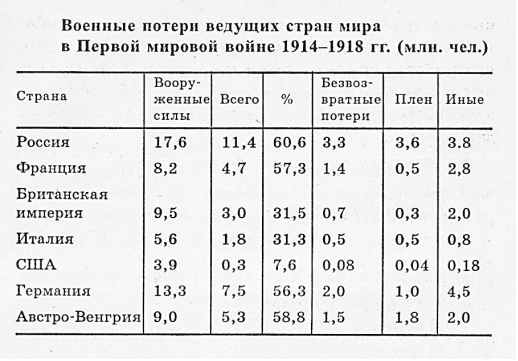 Военные потери ведущих стран мира
в Первой мировой войне 1914–1918 гг. (млн. чел.)
Страна Вооруженные силы Всего % Безвозвратные потери Плен Иные
Россия 17,6 11,4 60,6 3,3 3,6 3.8
Франция 8,2 4,7 57,3 1,4 0,5 2,8
Британская
империя 9,5 3,0 31,5 0,7 0,3 2,0
Италия 5,6 1,8 31,3 0,5 0,5 0,8
США 3,9 0,3 7,6 0,08 0,04 0,18
Германия 13,3 7,5 56,3 2,0 1,0 4,5
Австро-Венгрия 9,0 5,3 58,8 1,5 1,8 2,0